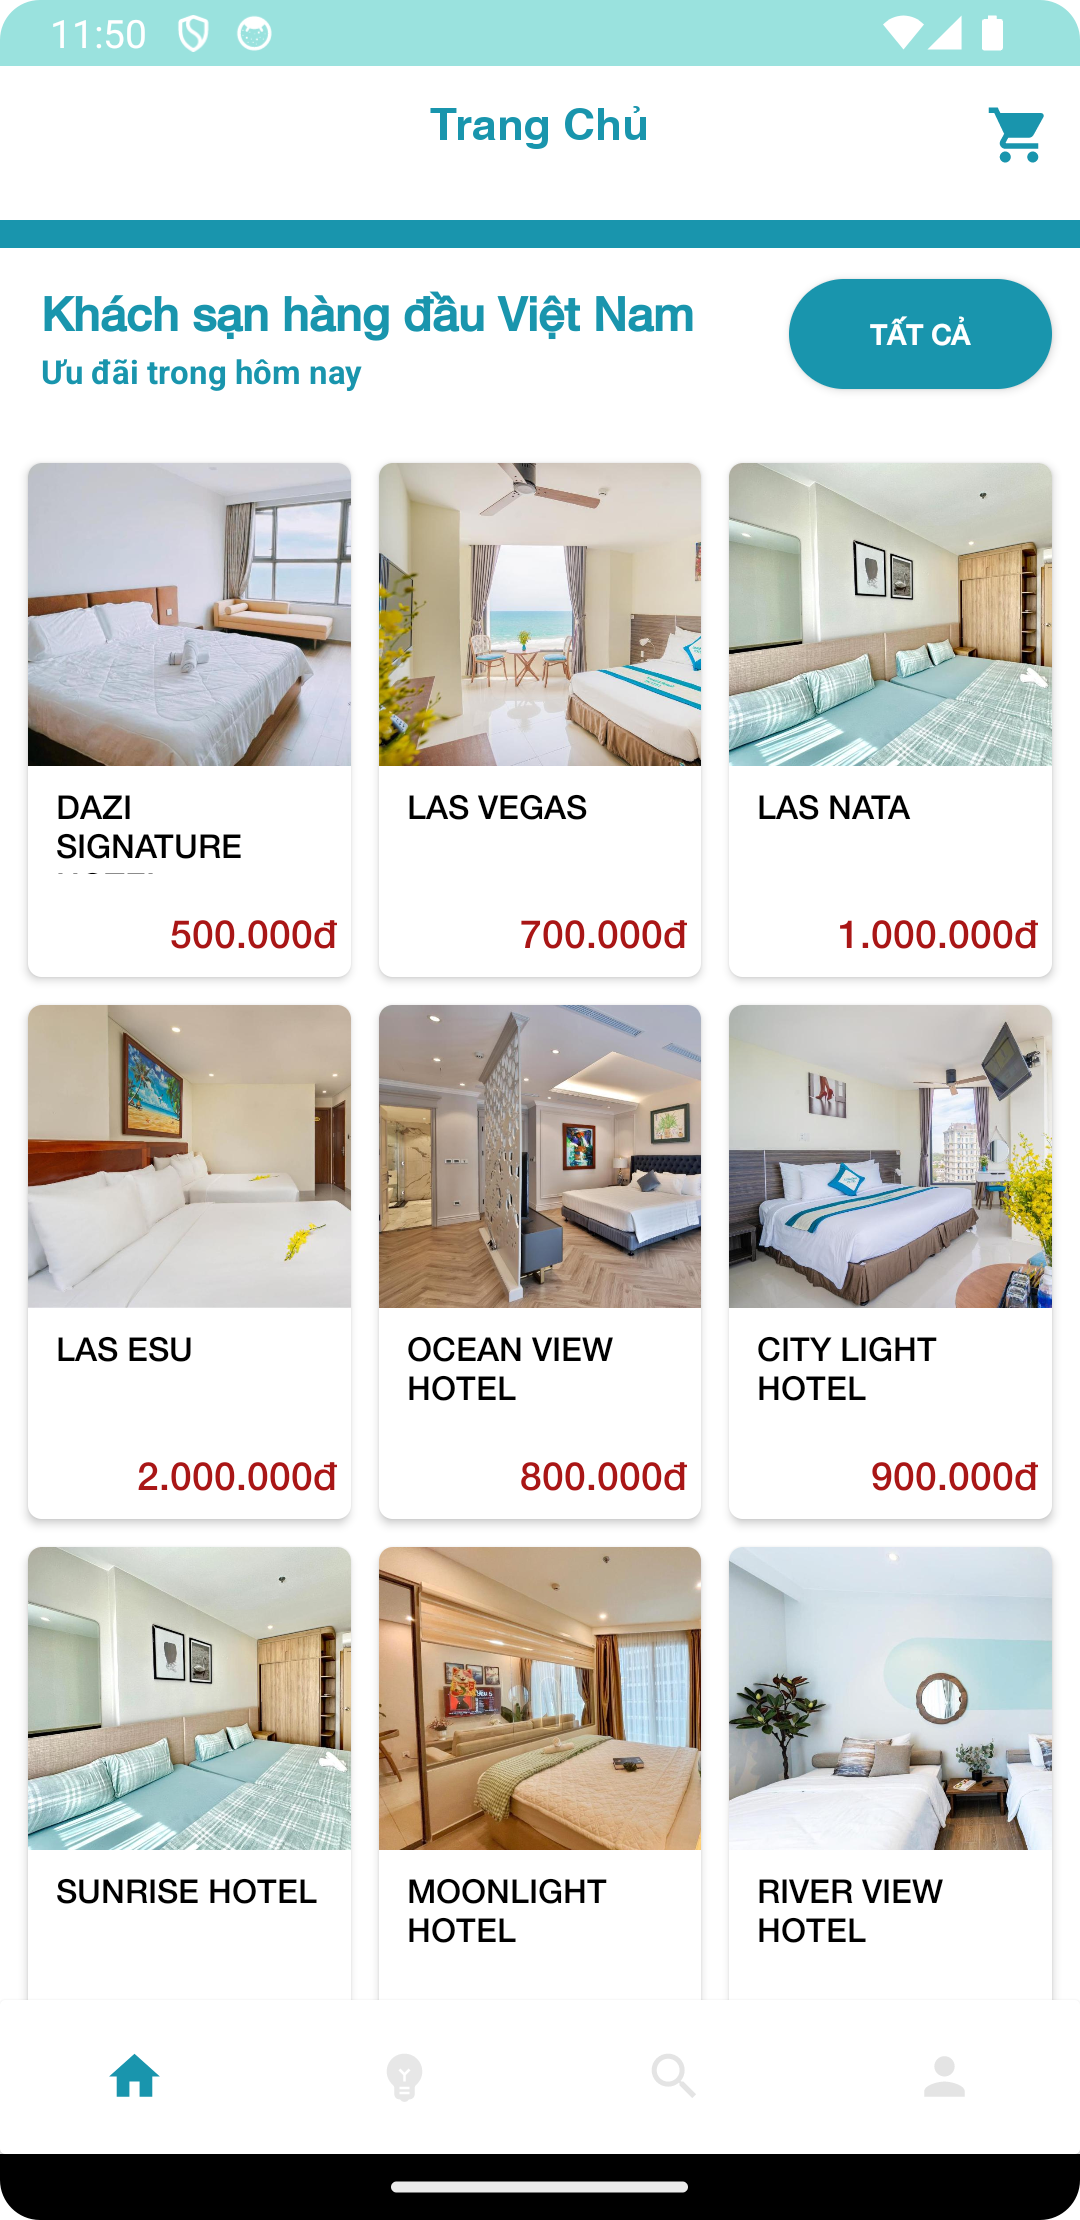 11:50
Trang Chủ
Khách sạn hàng đầu Việt Nam
Ưu đãi trong hôm nay
TẤT CẢ
DAZI
SIGNATURE
500.000đ
LAS VEGAS
700.000đ
LAS NATA
1.000.000đ
LAS ESU
2.000.000đ
OCEAN VIEW
HOTEL
800.000đ
CITY LIGHT
HOTEL
900.000đ
SUNRISE HOTEL
MOONLIGHT
HOTEL
RIVER VIEW
HOTEL